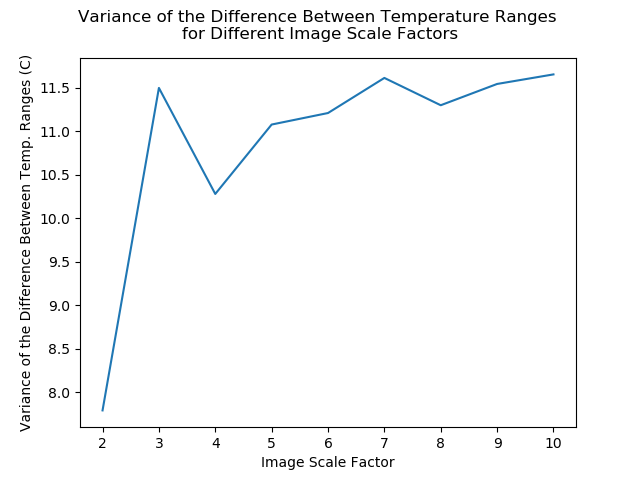 Variance of the Difference Between Temperature Ranges
for Different Image Scale Factors
Variance of the Difference Between Temp. Ranges (C)
11.5
11.0
10.5
10.0
9.5
9.0
8.5
8.0
2 3 4 5 6 7 8 9 10
Image Scale Factor